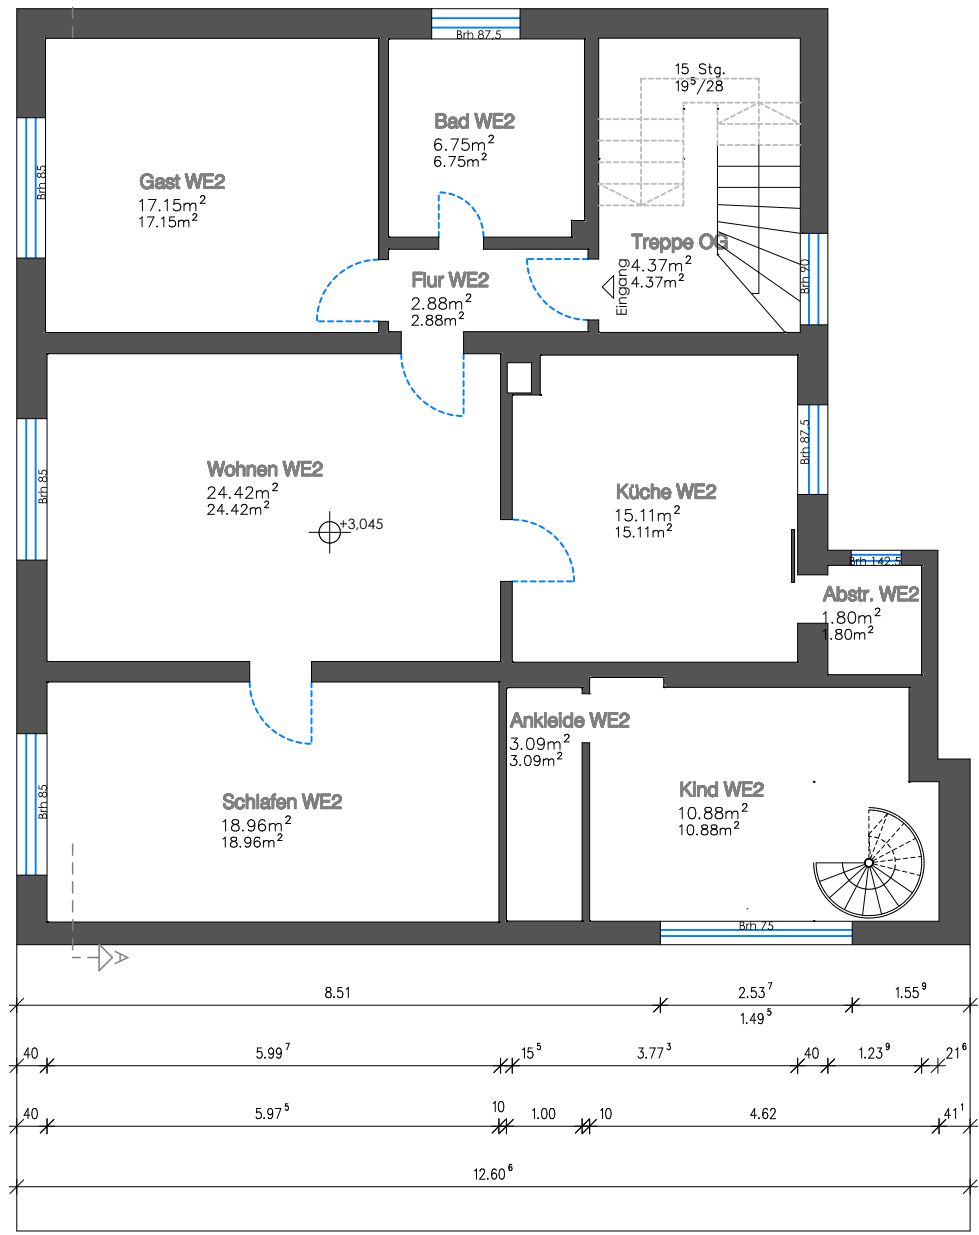 Brh 87,5
15 Stg.
19⁵/28
Bad WE2
6.75m²
6.75m²
Brh 85
Gast WE2
17.15m²
17.15m²
Treppe OG
4.37m²
4.37m²
Eingang
Brh 90
Flur WE2
2.88m²
2.88m²
Wohnen WE2
24.42m²
24.42m²
+3,045
Brh 85
Küche WE2
15.11m²
15.11m²
Brh 87,5
Brh 142,5
Abstr. WE2
1.80m²
1.80m²
Ankleide WE2
3.09m²
3.09m²
Schlafen WE2
18.96m²
18.96m²
Brh 85
Kind WE2
10.88m²
10.88m²
Brh 75
A
8.51 2.53⁷ 1.55⁹
1.49⁵
40 5.99⁷ 15⁵ 3.77³ 40 1.23⁹ 21⁶
40 5.97⁵ 10 1.00 10 4.62 41¹
12.60⁶